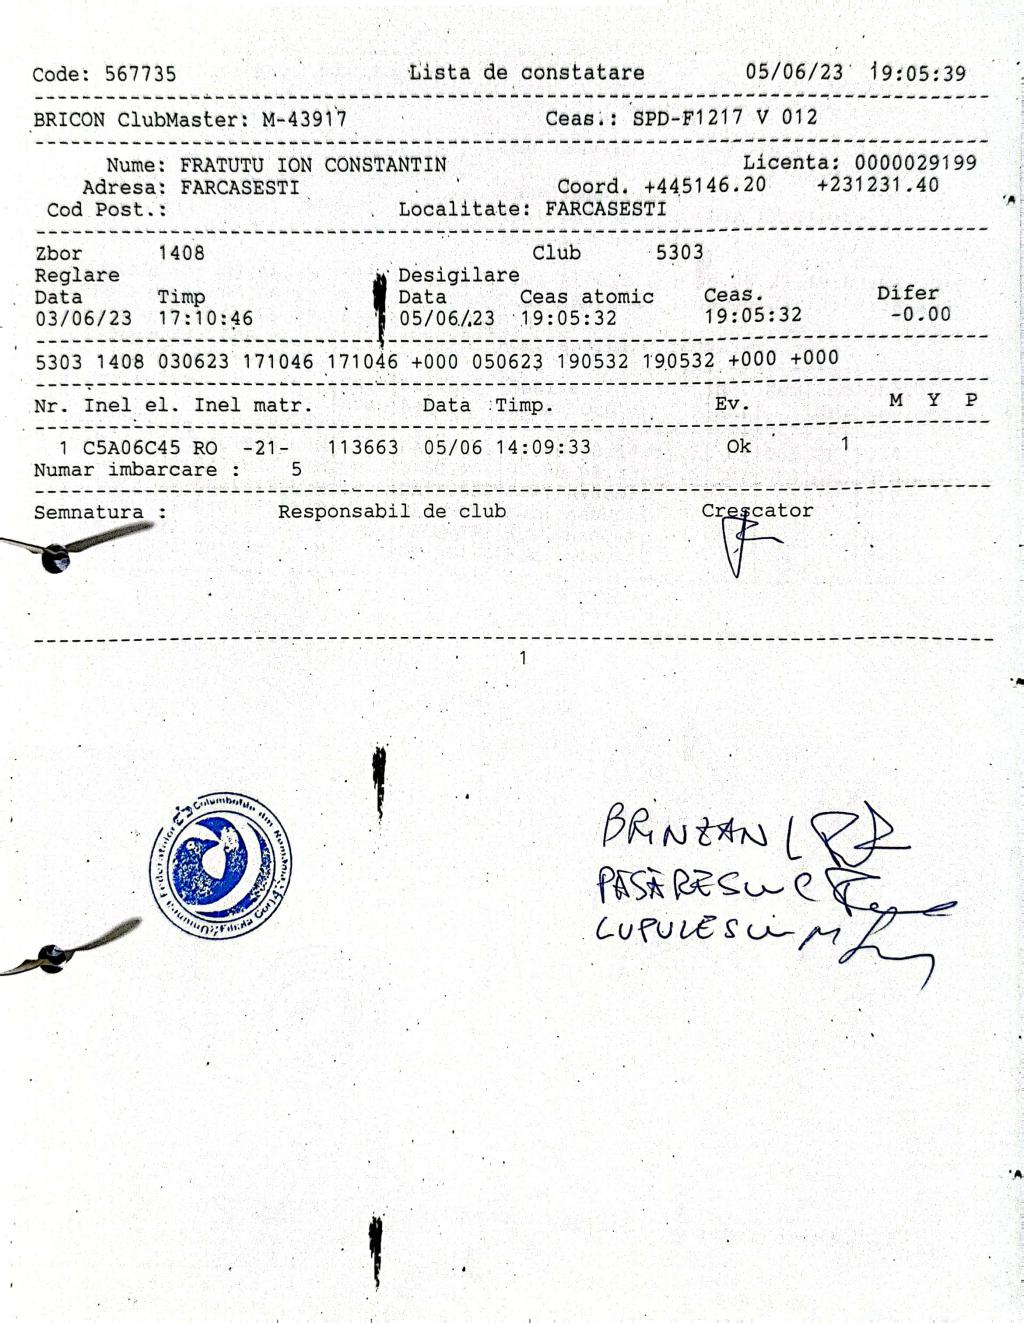 Code: 567735 Lista de constatare 05/06/23 19:05:39
BRICON ClubMaster: M-43917 Ceas.: SPD-F1217 V 012
Nume: FRATUTU ION CONSTANTIN Licenta: 0000029199
Adresa: FARCASESTI Coord. +445146.20 +231231.40
Cod Post.: Localitate: FARCASESTI
Zbor 1408 Club 5303
Reglare Desigilare
Data Timp Data Ceas atomic Ceas. Difer
03/06/23 17:10:46 05/06/23 19:05:32 19:05:32 -0.00
5303 1408 030623 171046 171046 +000 050623 190532 190532 +000 +000
Nr. Inel el. Inel matr. Data Timp. Ev. M Y P
1 C5A06C45 RO -21- 113663 05/06 14:09:33 Ok 1
Numar imbarcare : 5
Semnatura : Responsabil de club Crescator
1
BRINZAN
PĂSĂRESCU C
LUPULESCU M